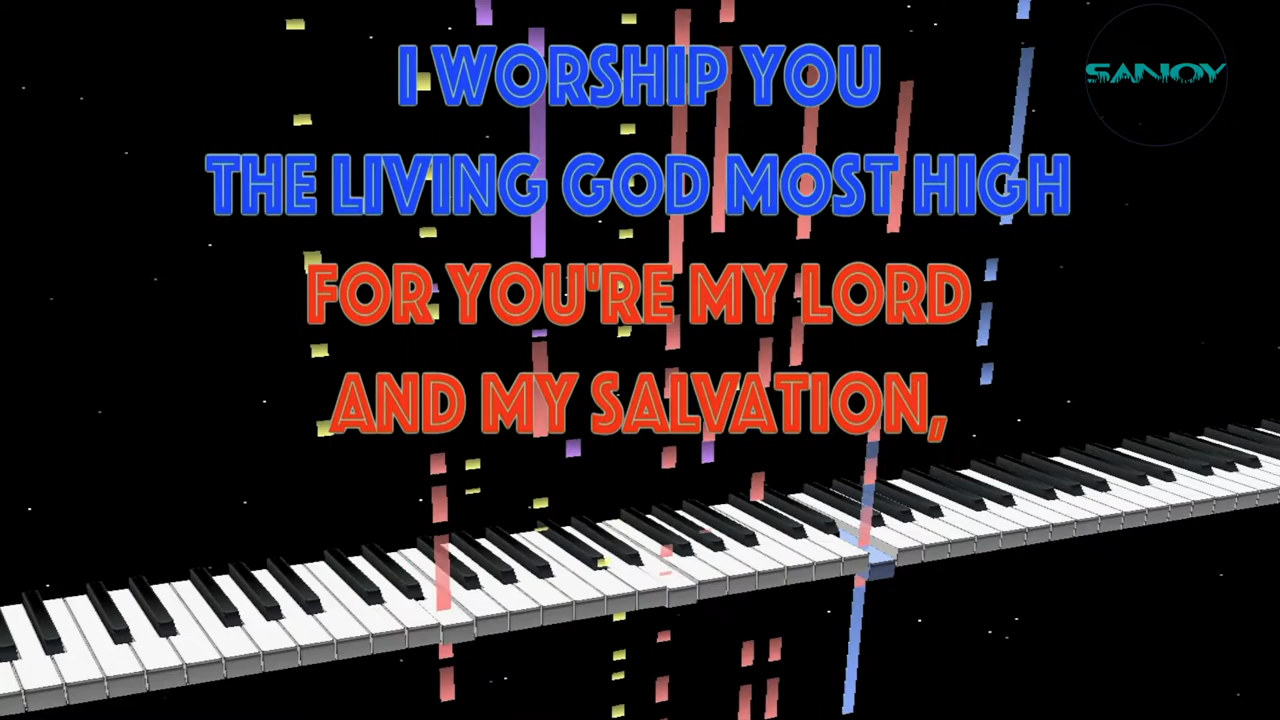 I WORSHIP YOU
THE LIVING GOD MOST HIGH
FOR YOU'RE MY LORD
AND MY SALVATION,
SANOY